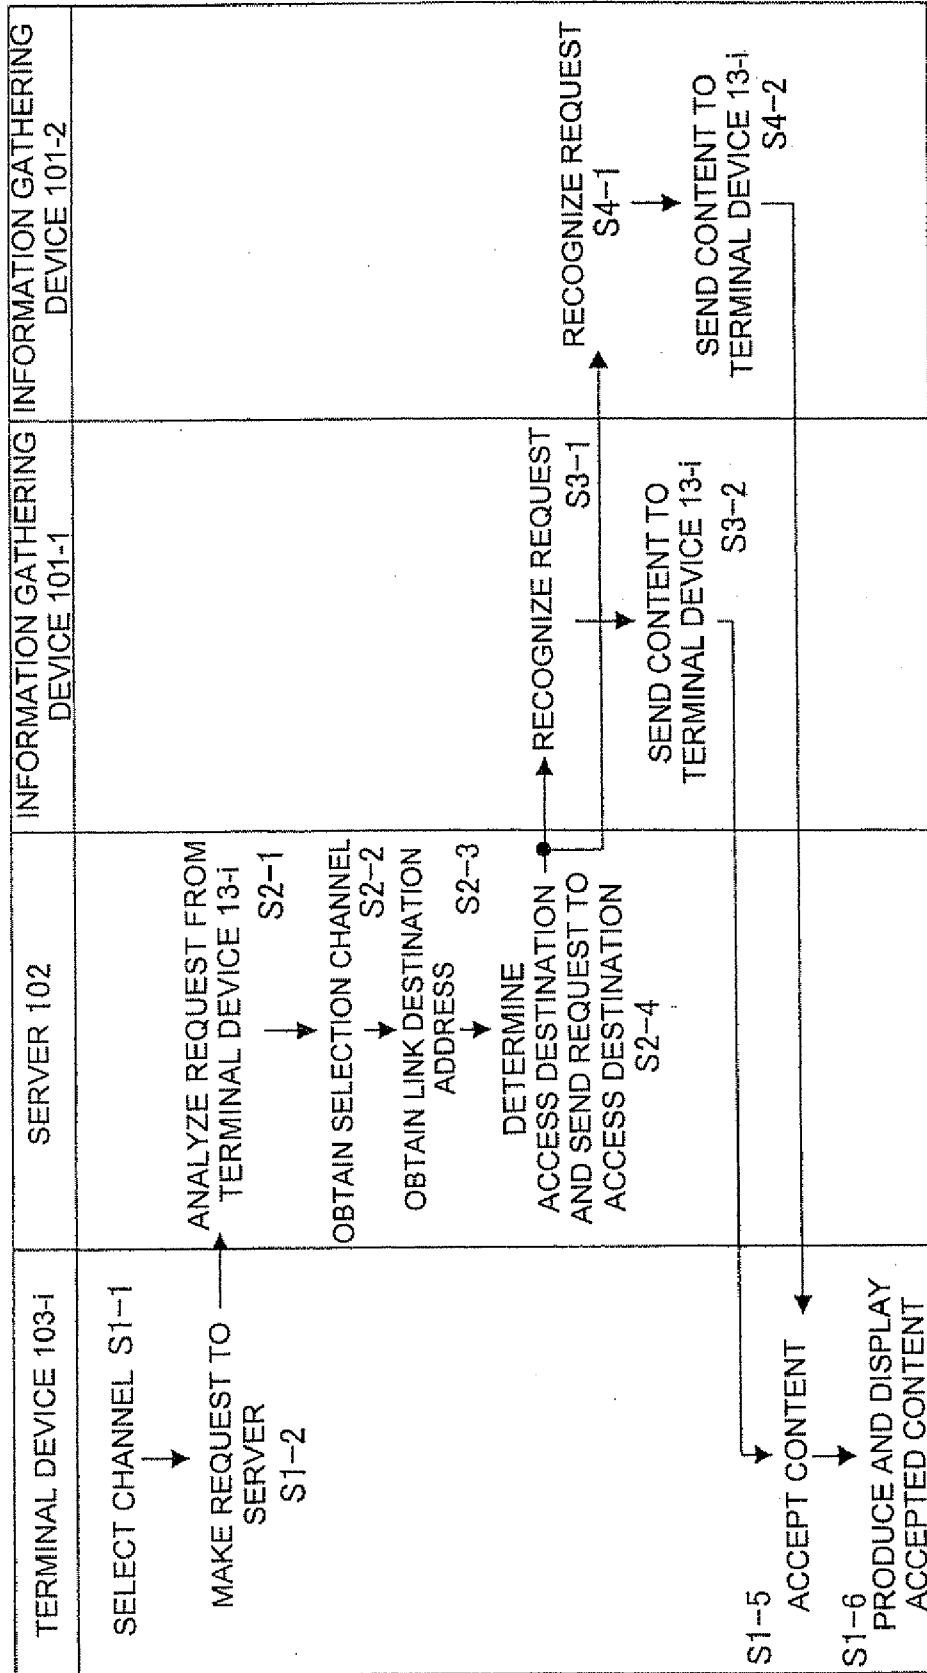 TERMINAL DEVICE 103-i
SELECT CHANNEL S1-1
MAKE REQUEST TO
SERVER
S1-2
S1-5
ACCEPT CONTENT
S1-6
PRODUCE AND DISPLAY
ACCEPTED CONTENT
SERVER 102
ANALYZE REQUEST FROM
TERMINAL DEVICE 13-i
S2-1
OBTAIN SELECTION CHANNEL
S2-2
OBTAIN LINK DESTINATION
ADDRESS
S2-3
DETERMINE
ACCESS DESTINATION
AND SEND REQUEST TO
ACCESS DESTINATION
S2-4
INFORMATION GATHERING
DEVICE 101-1
RECOGNIZE REQUEST
S3-1
SEND CONTENT TO
TERMINAL DEVICE 13-i
S3-2
INFORMATION GATHERING
DEVICE 101-2
RECOGNIZE REQUEST
S4-1
SEND CONTENT TO
TERMINAL DEVICE 13-i
S4-2